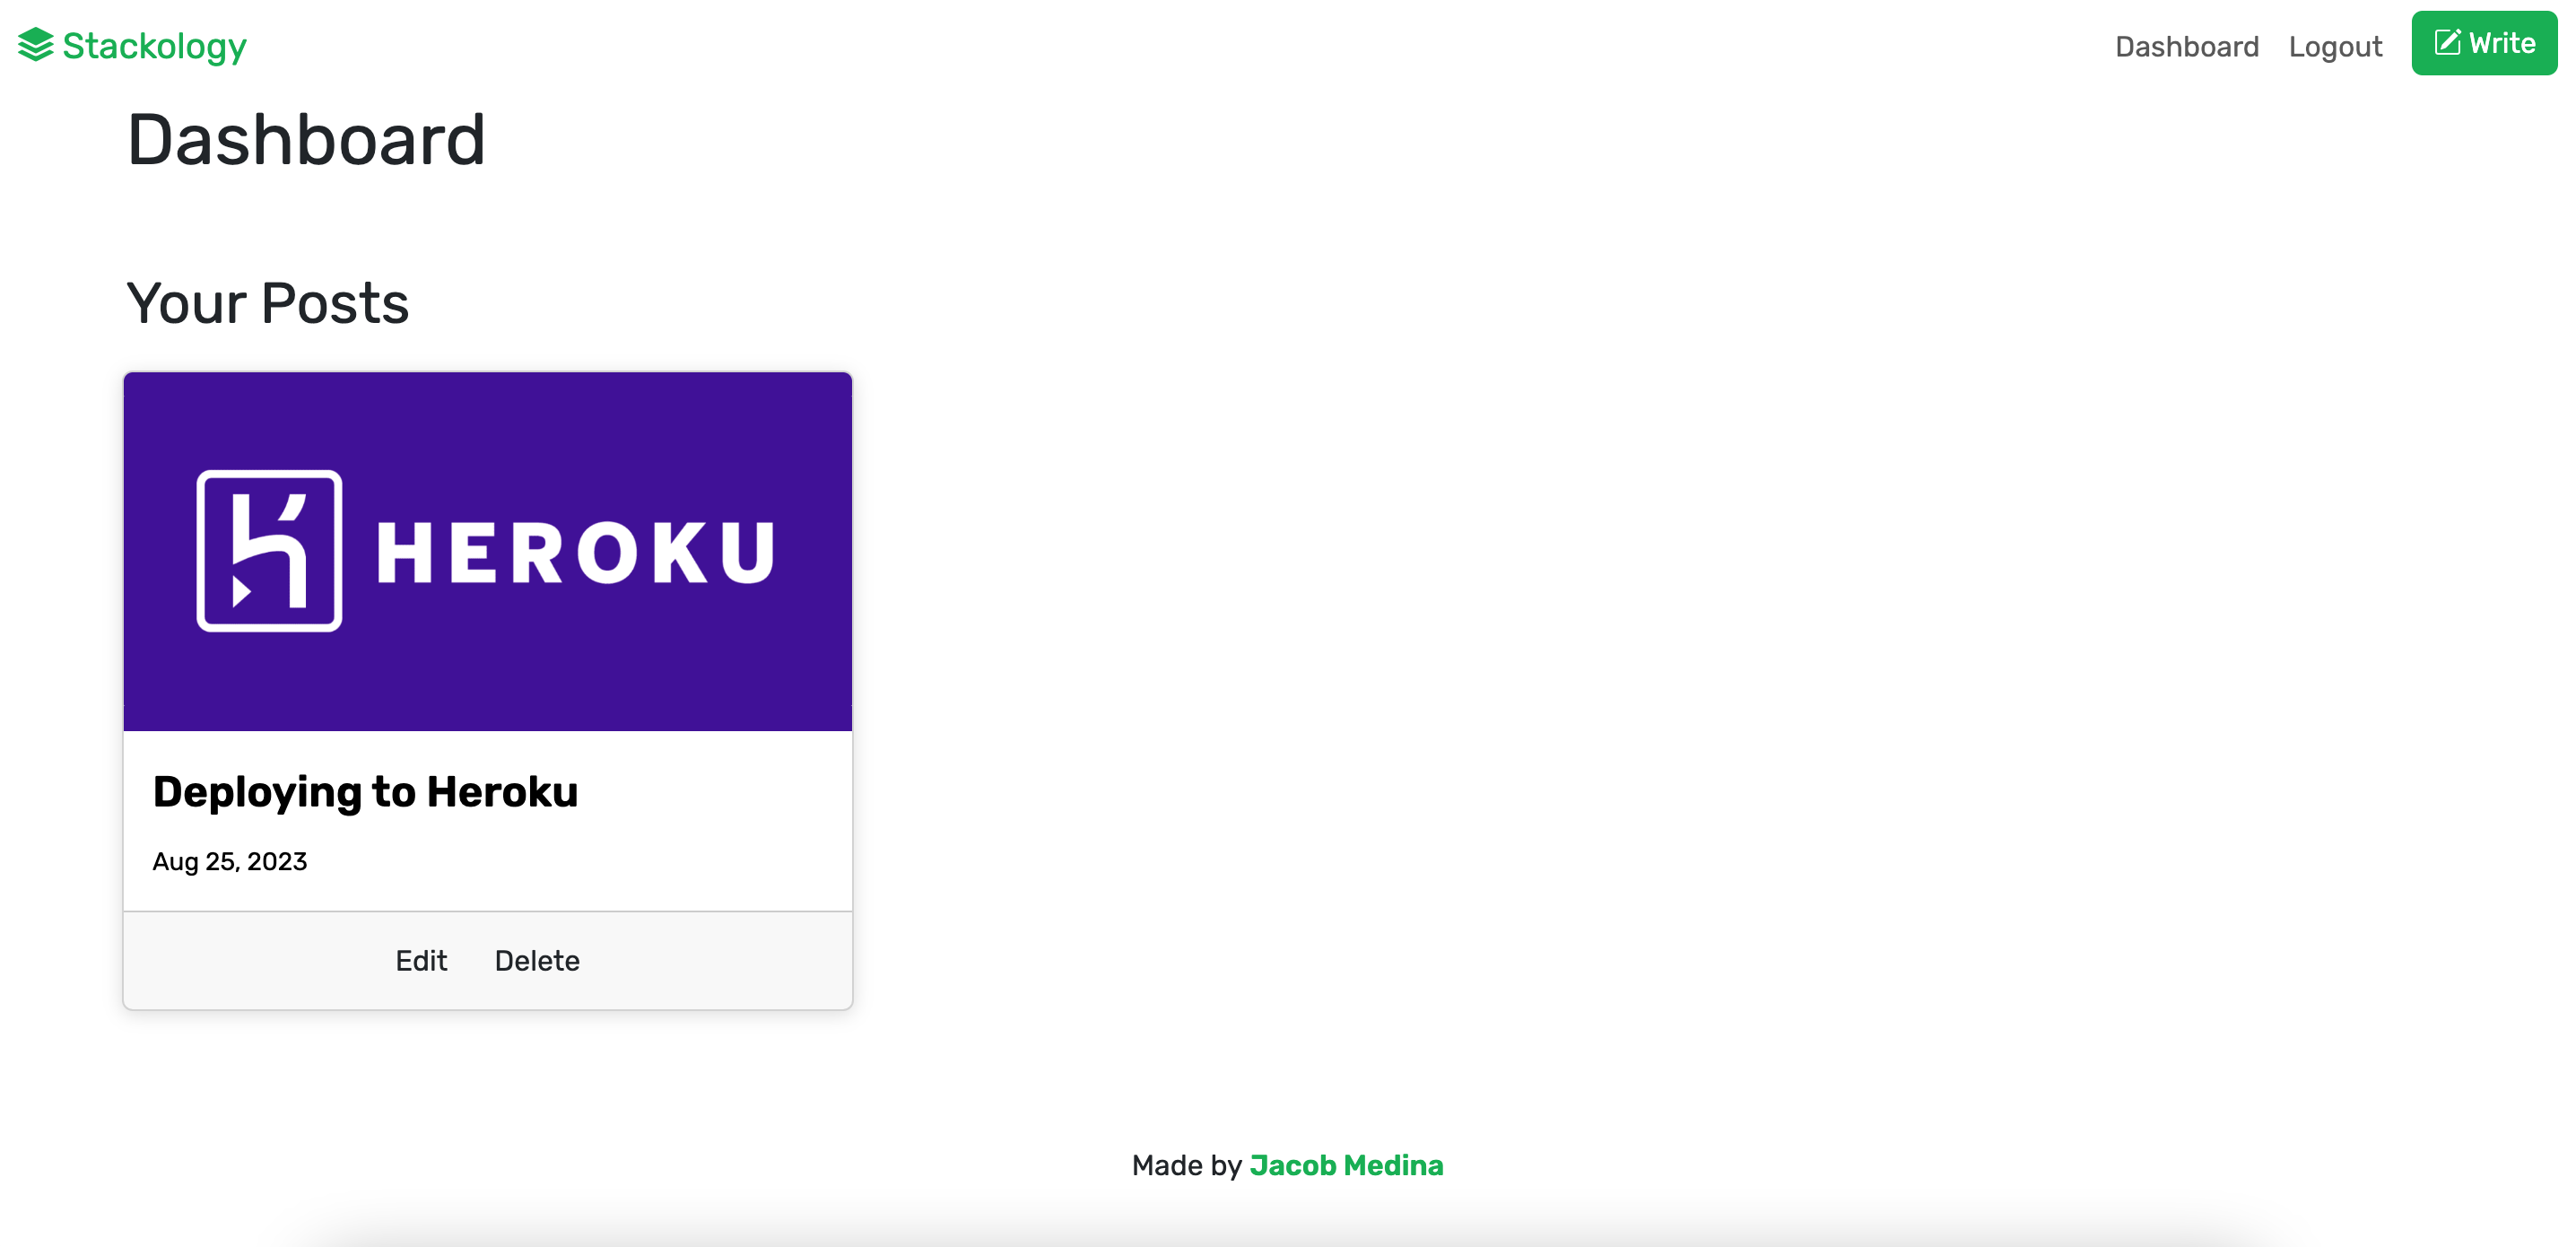 Stackology
Dashboard Logout Write
Dashboard
Your Posts
HEROKU
Deploying to Heroku
Aug 25, 2023
Edit Delete
Made by Jacob Medina